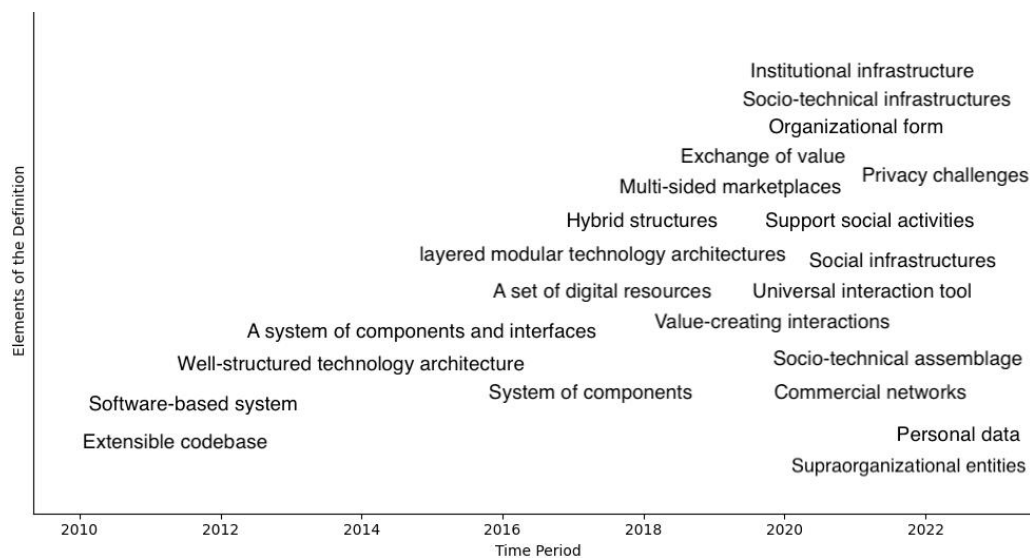 Institutional infrastructure
Socio-technical infrastructures
Organizational form
Exchange of value
Privacy challenges
Multi-sided marketplaces
Hybrid structures
Support social activities
layered modular technology architectures
Social infrastructures
A set of digital resources
Universal interaction tool
Value-creating interactions
A system of components and interfaces
Socio-technical assemblage
Well-structured technology architecture
System of components
Commercial networks
Software-based system
Personal data
Extensible codebase
Supraorganizational entities
Elements of the Definition
2010 2012 2014 2016 2018 2020 2022
Time Period